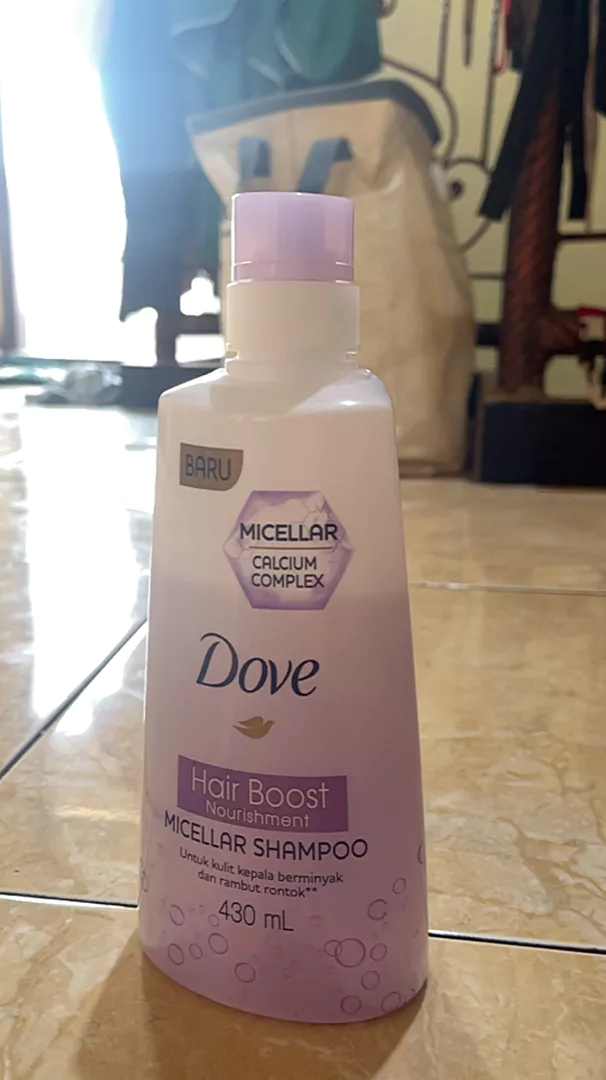 BARU
MICELLAR
CALCIUM
COMPLEX
Dove
Hair Boost
Nourishment
MICELLAR SHAMPOO
Untuk kulit kepala berminyak
dan rambut rontok**
430 mL